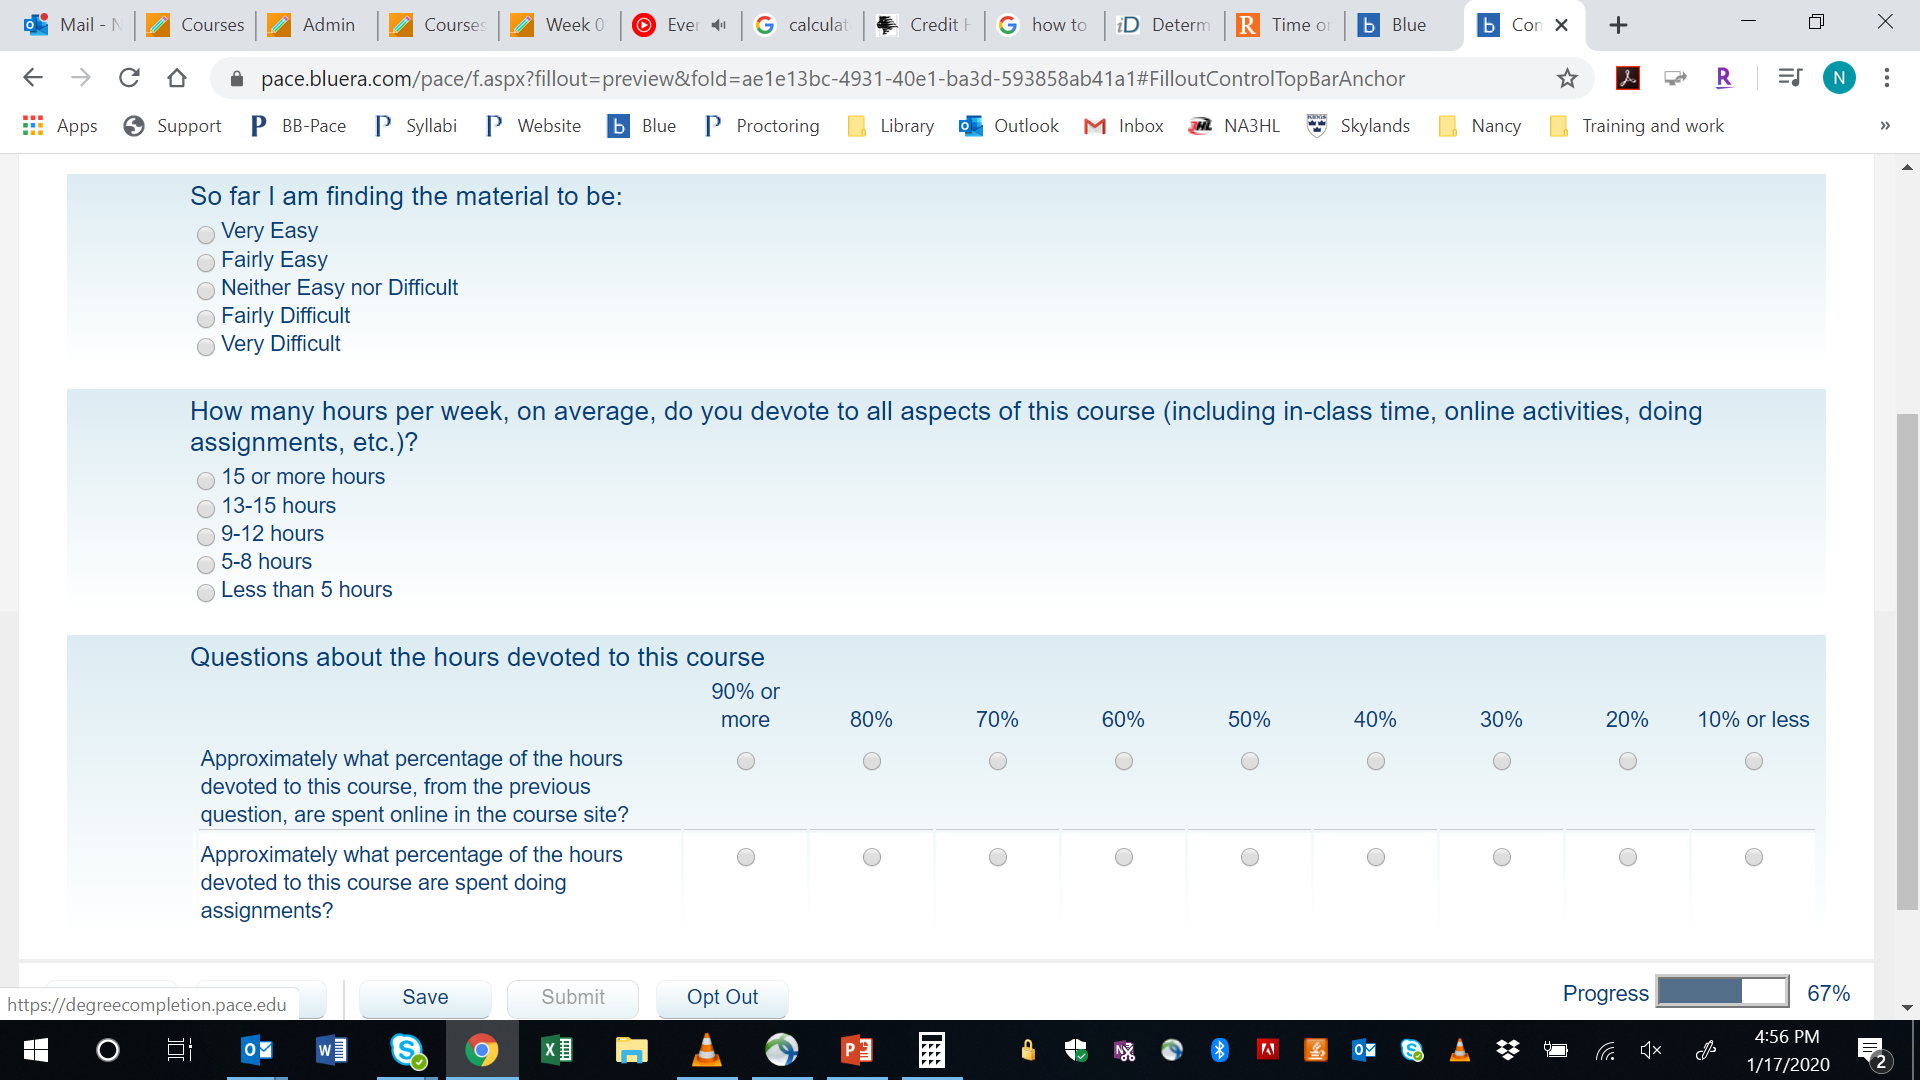 Mail - N Courses Admin Courses Week 0 Ever calculat Credit H how to iD Determ R Time or b Blue b Con
pace.bluera.com/pace/f.aspx?fillout=preview&foId=ae1e13bc-4931-40e1-ba3d-593858ab41a1#FilloutControlTopBarAnchor R N
Apps Support P BB-Pace P Syllabi P Website b Blue P Proctoring Library Outlook Inbox NA3HL Skylands Nancy Training and work »
So far I am finding the material to be:
Very Easy
Fairly Easy
Neither Easy nor Difficult
Fairly Difficult
Very Difficult
How many hours per week, on average, do you devote to all aspects of this course (including in-class time, online activities, doing
assignments, etc.)?
15 or more hours
13-15 hours
9-12 hours
5-8 hours
Less than 5 hours
Questions about the hours devoted to this course
90% or
more 80% 70% 60% 50% 40% 30% 20% 10% or less
Approximately what percentage of the hours
devoted to this course, from the previous
question, are spent online in the course site?
Approximately what percentage of the hours
devoted to this course are spent doing
assignments?
Save Submit Opt Out Progress 67%
https://degreecompletion.pace.edu
4:56 PM
1/17/2020
2